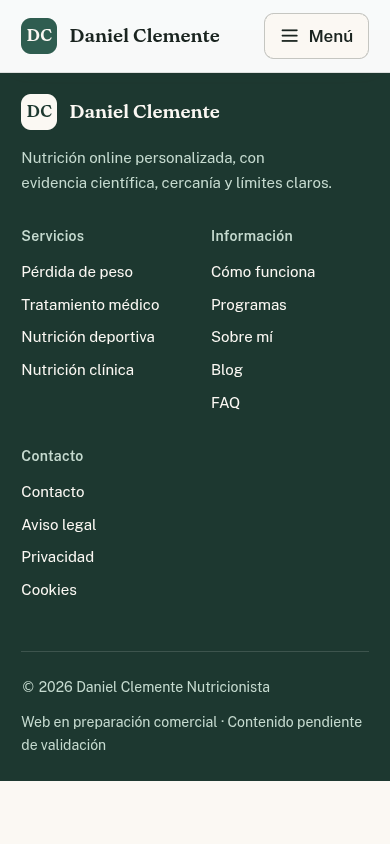 DC Daniel Clemente
Menú
DC Daniel Clemente
Nutrición online personalizada, con
evidencia científica, cercanía y límites claros.
Servicios
Pérdida de peso
Tratamiento médico
Nutrición deportiva
Nutrición clínica
Información
Cómo funciona
Programas
Sobre mí
Blog
FAQ
Contacto
Contacto
Aviso legal
Privacidad
Cookies
© 2026 Daniel Clemente Nutricionista
Web en preparación comercial · Contenido pendiente
de validación